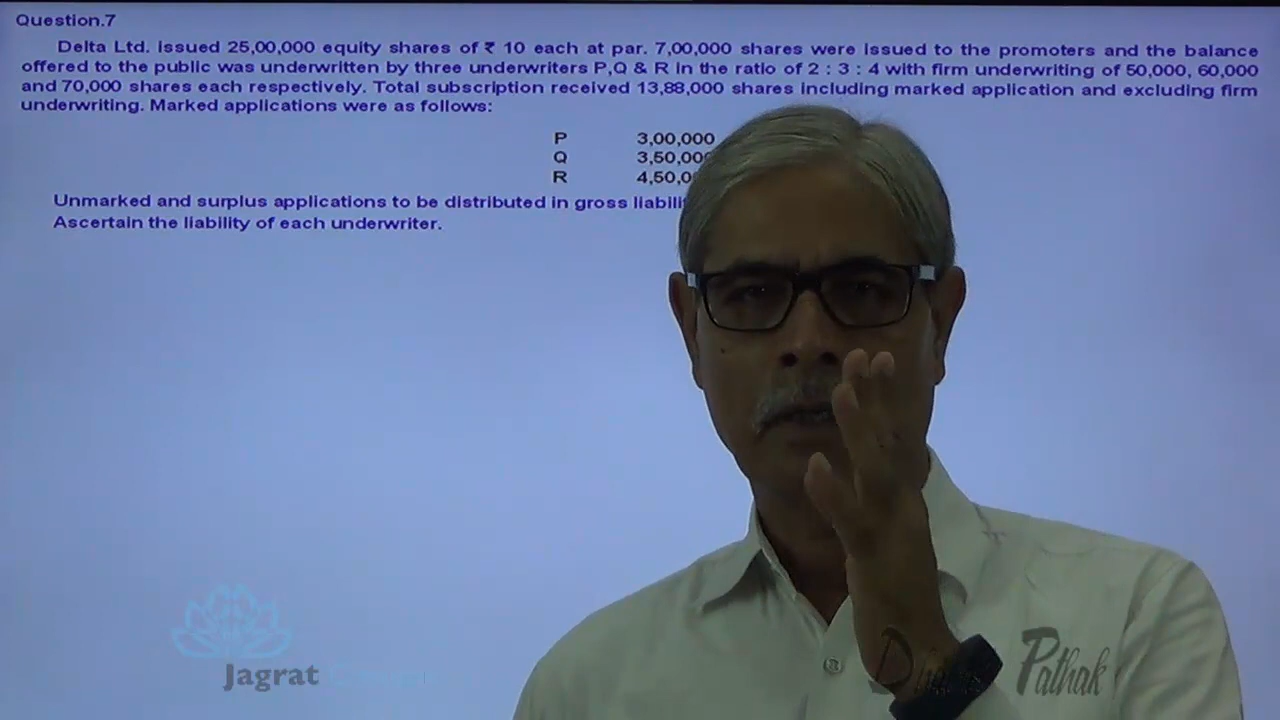 Question.7
Delta Ltd. issued 25,00,000 equity shares of ₹ 10 each at par. 7,00,000 shares were issued to the promoters and the balance
offered to the public was underwritten by three underwriters P,Q & R in the ratio of 2 : 3 : 4 with firm underwriting of 50,000, 60,000
and 70,000 shares each respectively. Total subscription received 13,88,000 shares including marked application and excluding firm
underwriting. Marked applications were as follows:
P 3,00,000
Q 3,50,000
R
Unmarked and surplus applications to be distributed in gross
Ascertain the liability of each underwriter.
Jagrat
Pathak